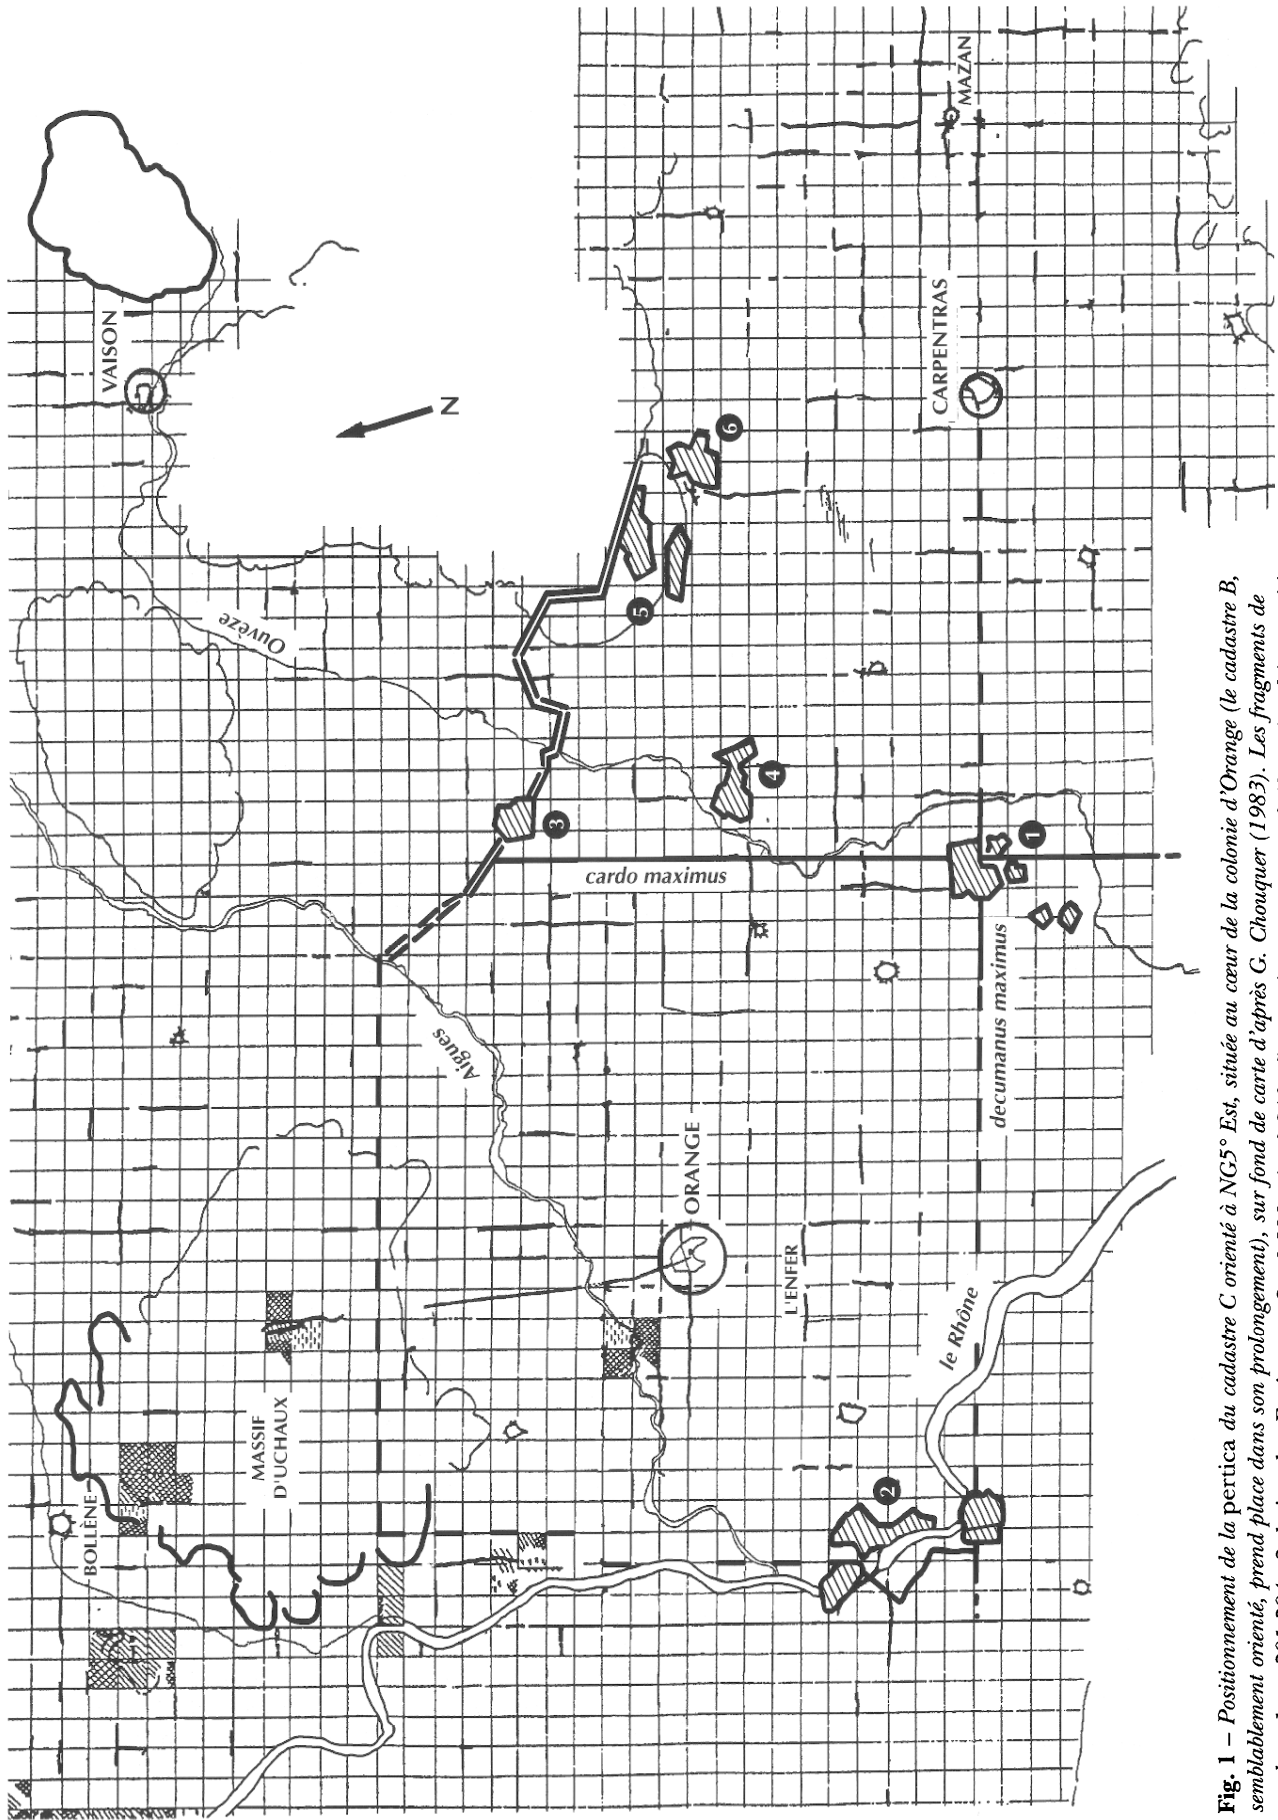 VAISON
N
MAZAN
Ouvèze
CARPENTRAS
6
5
4
3
cardo maximus
1
decumanus maximus
Aigues
ORANGE
L'ENFER
le Rhône
MASSIF
D'UCHAUX
BOLLÈNE
2
Fig. 1 – Positionnement de la pertica du cadastre C orienté à NG5° Est, située au cœur de la colonie d'Orange (le cadastre B,
semblablement orienté, prend place dans son prolongement), sur fond de carte d'après G. Chouquer (1983). Les fragments de